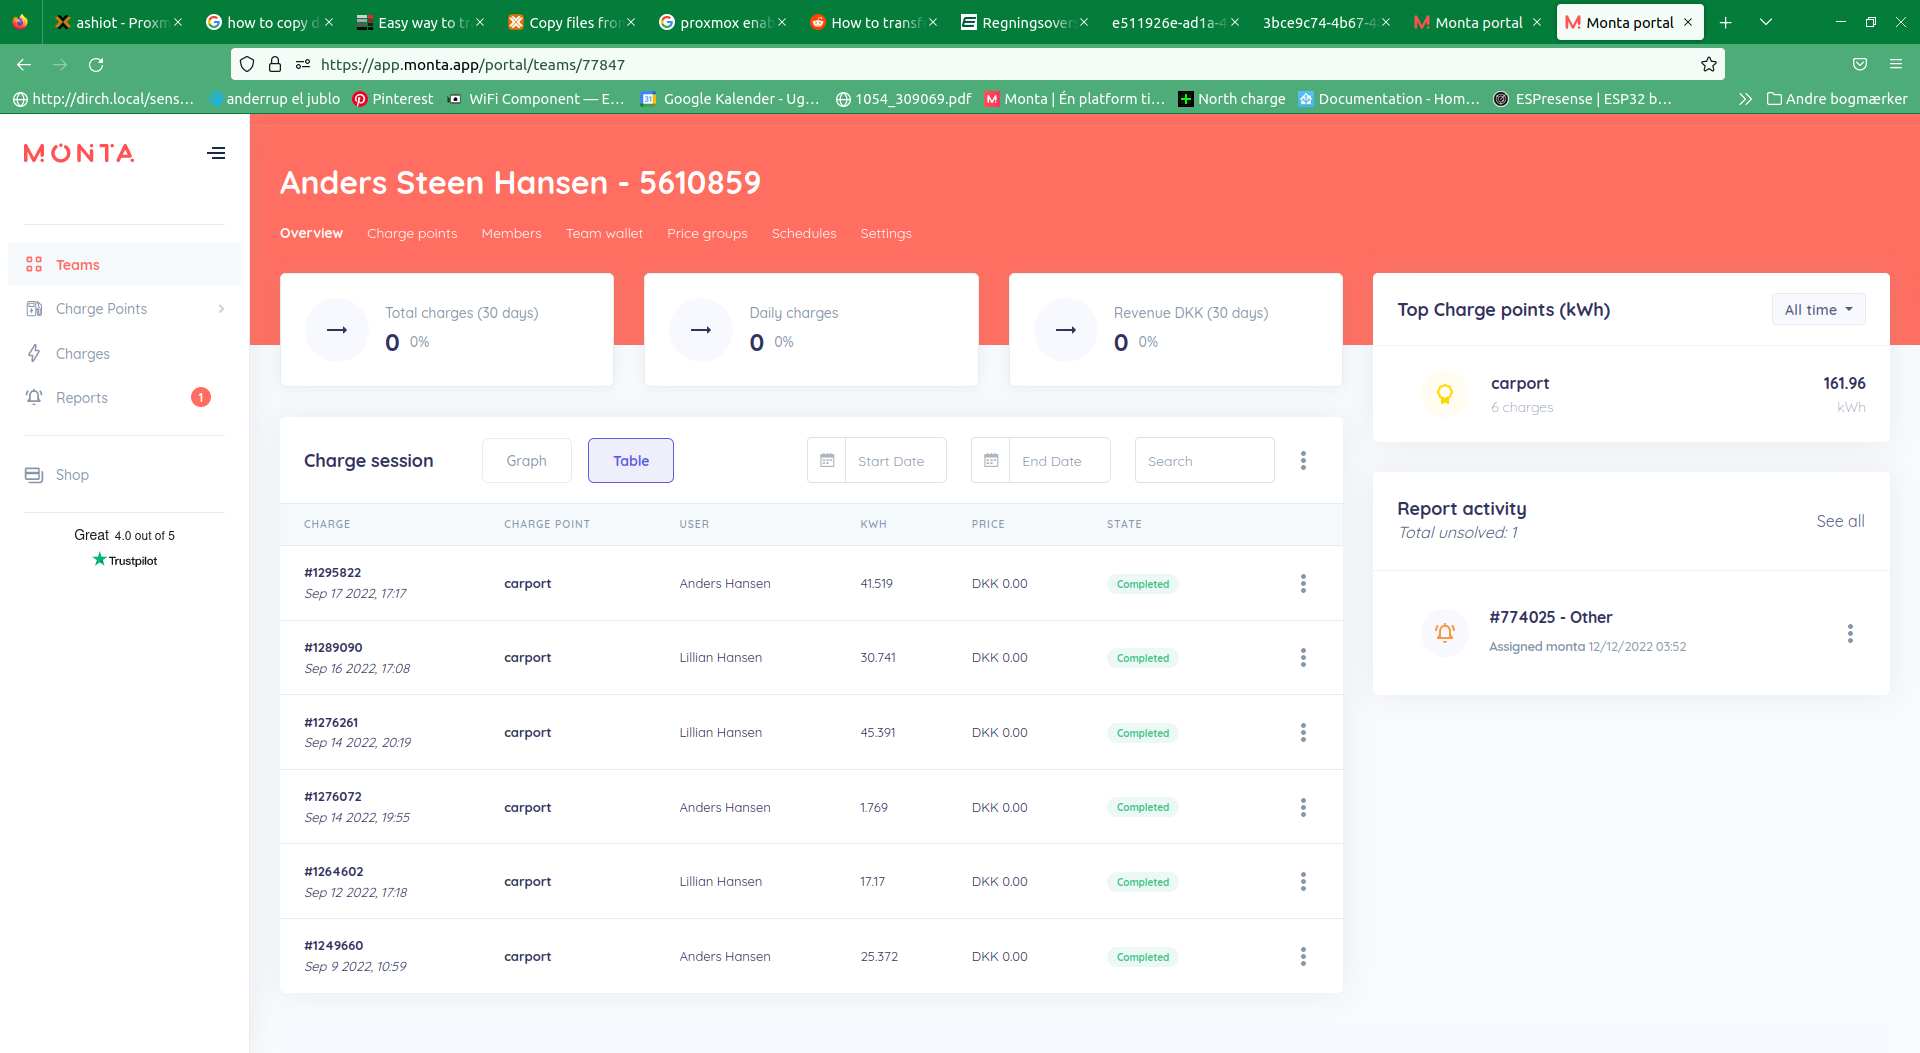 ashiot - Proxm
how to copy d
Easy way to tr
Copy files fro
proxmox enab
How to transf
Regningsover
e511926e-ad1a-4
3bce9c74-4b67-4
Monta portal
Monta portal
https://app.monta.app/portal/teams/77847
http://dirch.local/sens...
anderrup el jublo
Pinterest
WiFi Component — E...
Google Kalender - Ug...
1054_309069.pdf
Monta | Én platform ti...
North charge
Documentation - Hom...
ESPresense | ESP32 b...
Andre bogmærker
MONTA
Teams
Charge Points
Charges
Reports 1
Shop
Great 4.0 out of 5
Trustpilot
Anders Steen Hansen - 5610859
Overview Charge points Members Team wallet Price groups Schedules Settings
Total charges (30 days)
0 0%
Daily charges
0 0%
Revenue DKK (30 days)
0 0%
Charge session Graph Table Start Date End Date Search
CHARGE CHARGE POINT USER KWH PRICE STATE
#1295822
Sep 17 2022, 17:17
carport Anders Hansen 41.519 DKK 0.00 Completed
#1289090
Sep 16 2022, 17:08
carport Lillian Hansen 30.741 DKK 0.00 Completed
#1276261
Sep 14 2022, 20:19
carport Lillian Hansen 45.391 DKK 0.00 Completed
#1276072
Sep 14 2022, 19:55
carport Anders Hansen 1.769 DKK 0.00 Completed
#1264602
Sep 12 2022, 17:18
carport Lillian Hansen 17.17 DKK 0.00 Completed
#1249660
Sep 9 2022, 10:59
carport Anders Hansen 25.372 DKK 0.00 Completed
Top Charge points (kWh) All time
carport 161.96
6 charges kWh
Report activity
Total unsolved: 1
See all
#774025 - Other
Assigned monta 12/12/2022 03:52